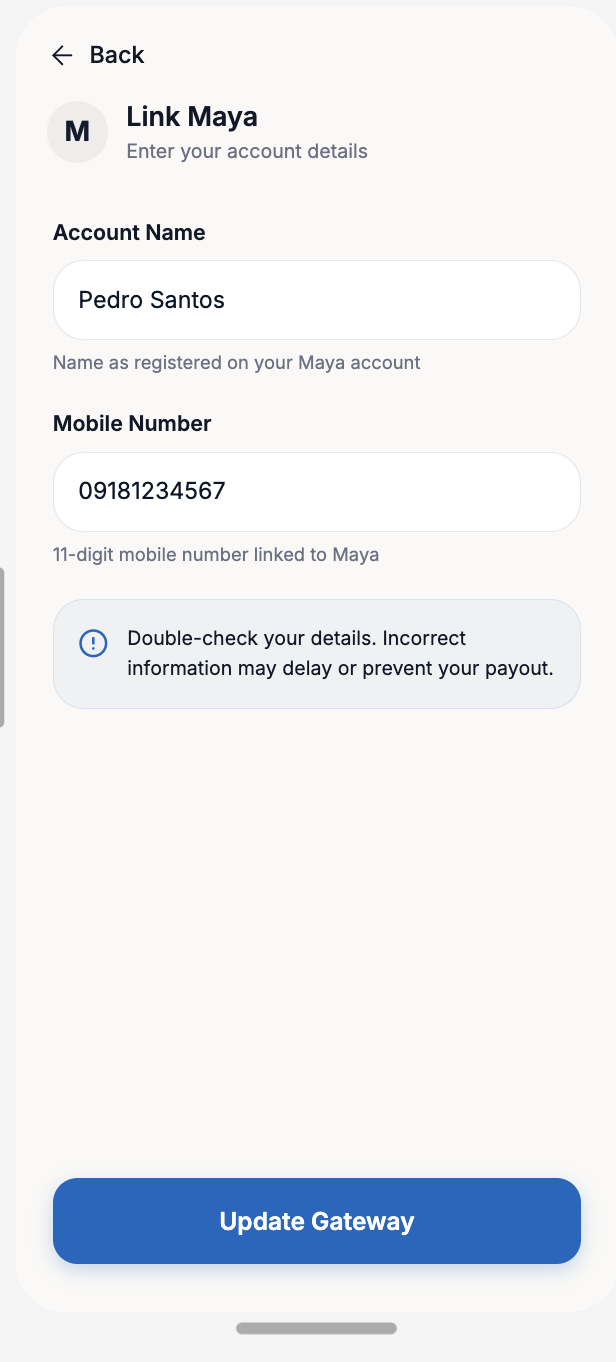 Back
M
Link Maya
Enter your account details
Account Name
Pedro Santos
Name as registered on your Maya account
Mobile Number
09181234567
11-digit mobile number linked to Maya
Double-check your details. Incorrect
information may delay or prevent your payout.
Update Gateway